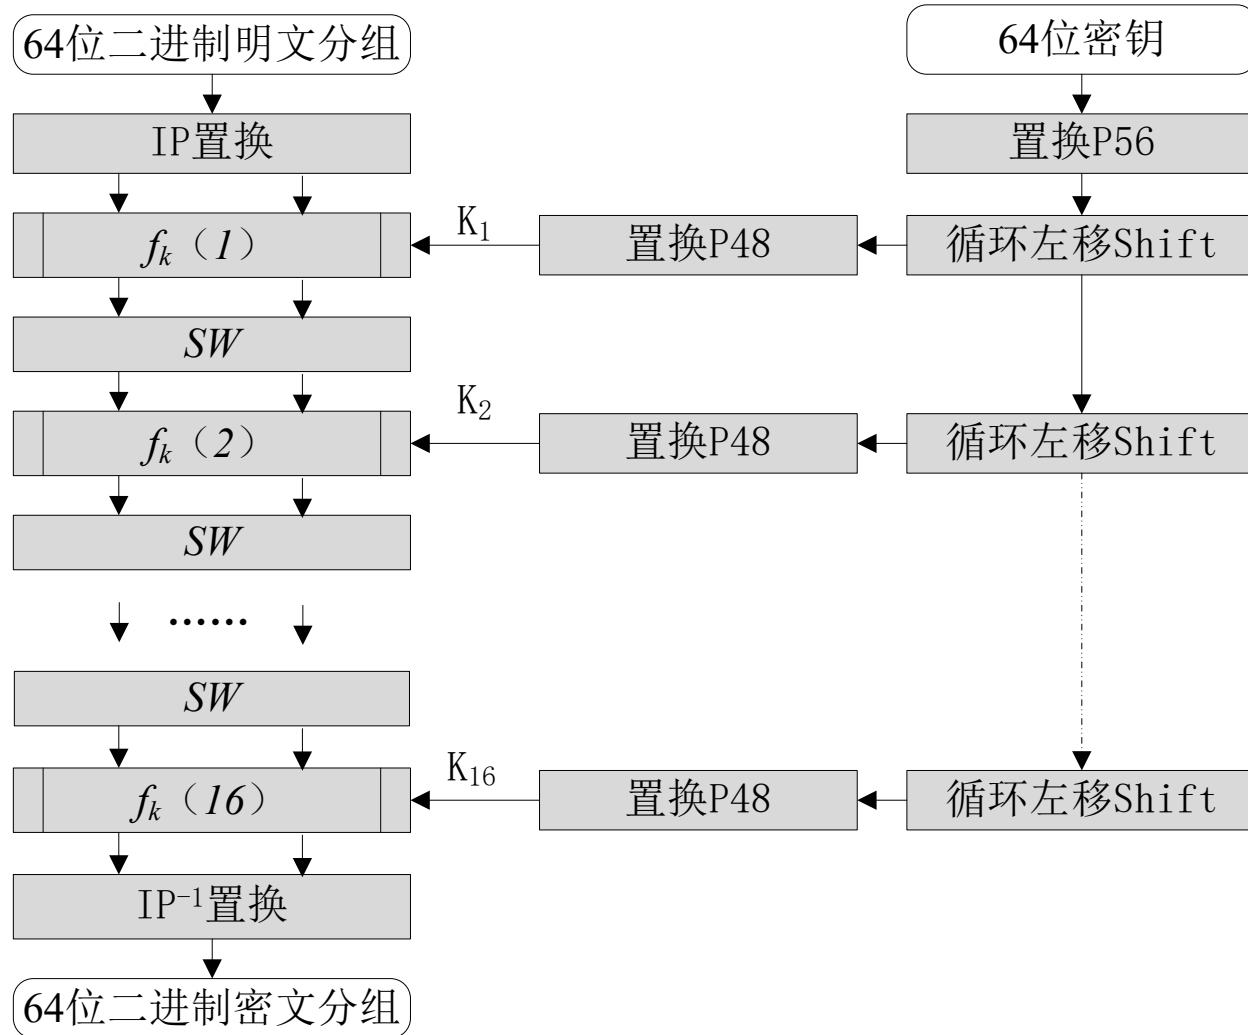 64位二进制明文分组
64位密钥
IP置换
置换P56
f_k（1）
K₁
置换P48
循环左移Shift
SW
f_k（2）
K₂
置换P48
循环左移Shift
SW
……
SW
f_k（16）
K₁₆
置换P48
循环左移Shift
IP⁻¹置换
64位二进制密文分组